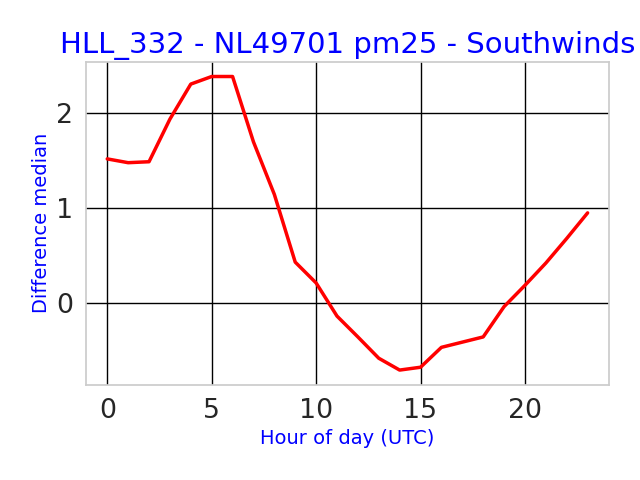 HLL_332 - NL49701 pm25 - Southwinds
Difference median
2
1
0
0 5 10 15 20
Hour of day (UTC)